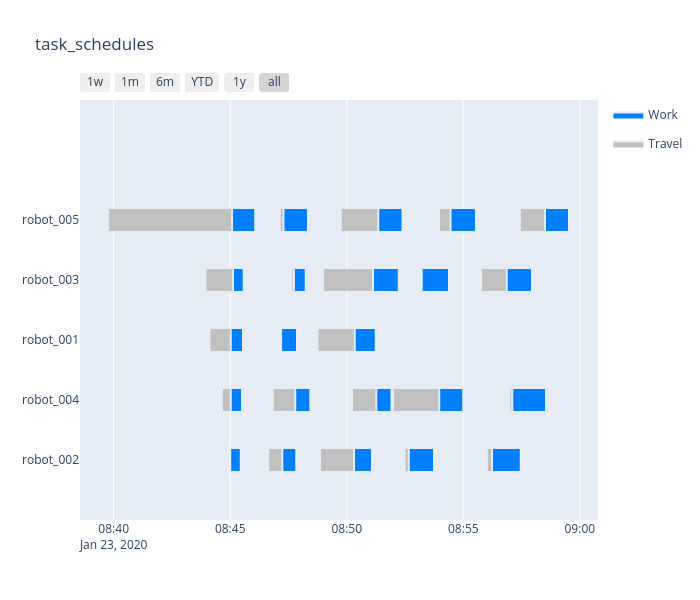 task_schedules
1w 1m 6m YTD 1y all
Work
Travel
robot_005
robot_003
robot_001
robot_004
robot_002
08:40 08:45 08:50 08:55 09:00
Jan 23, 2020